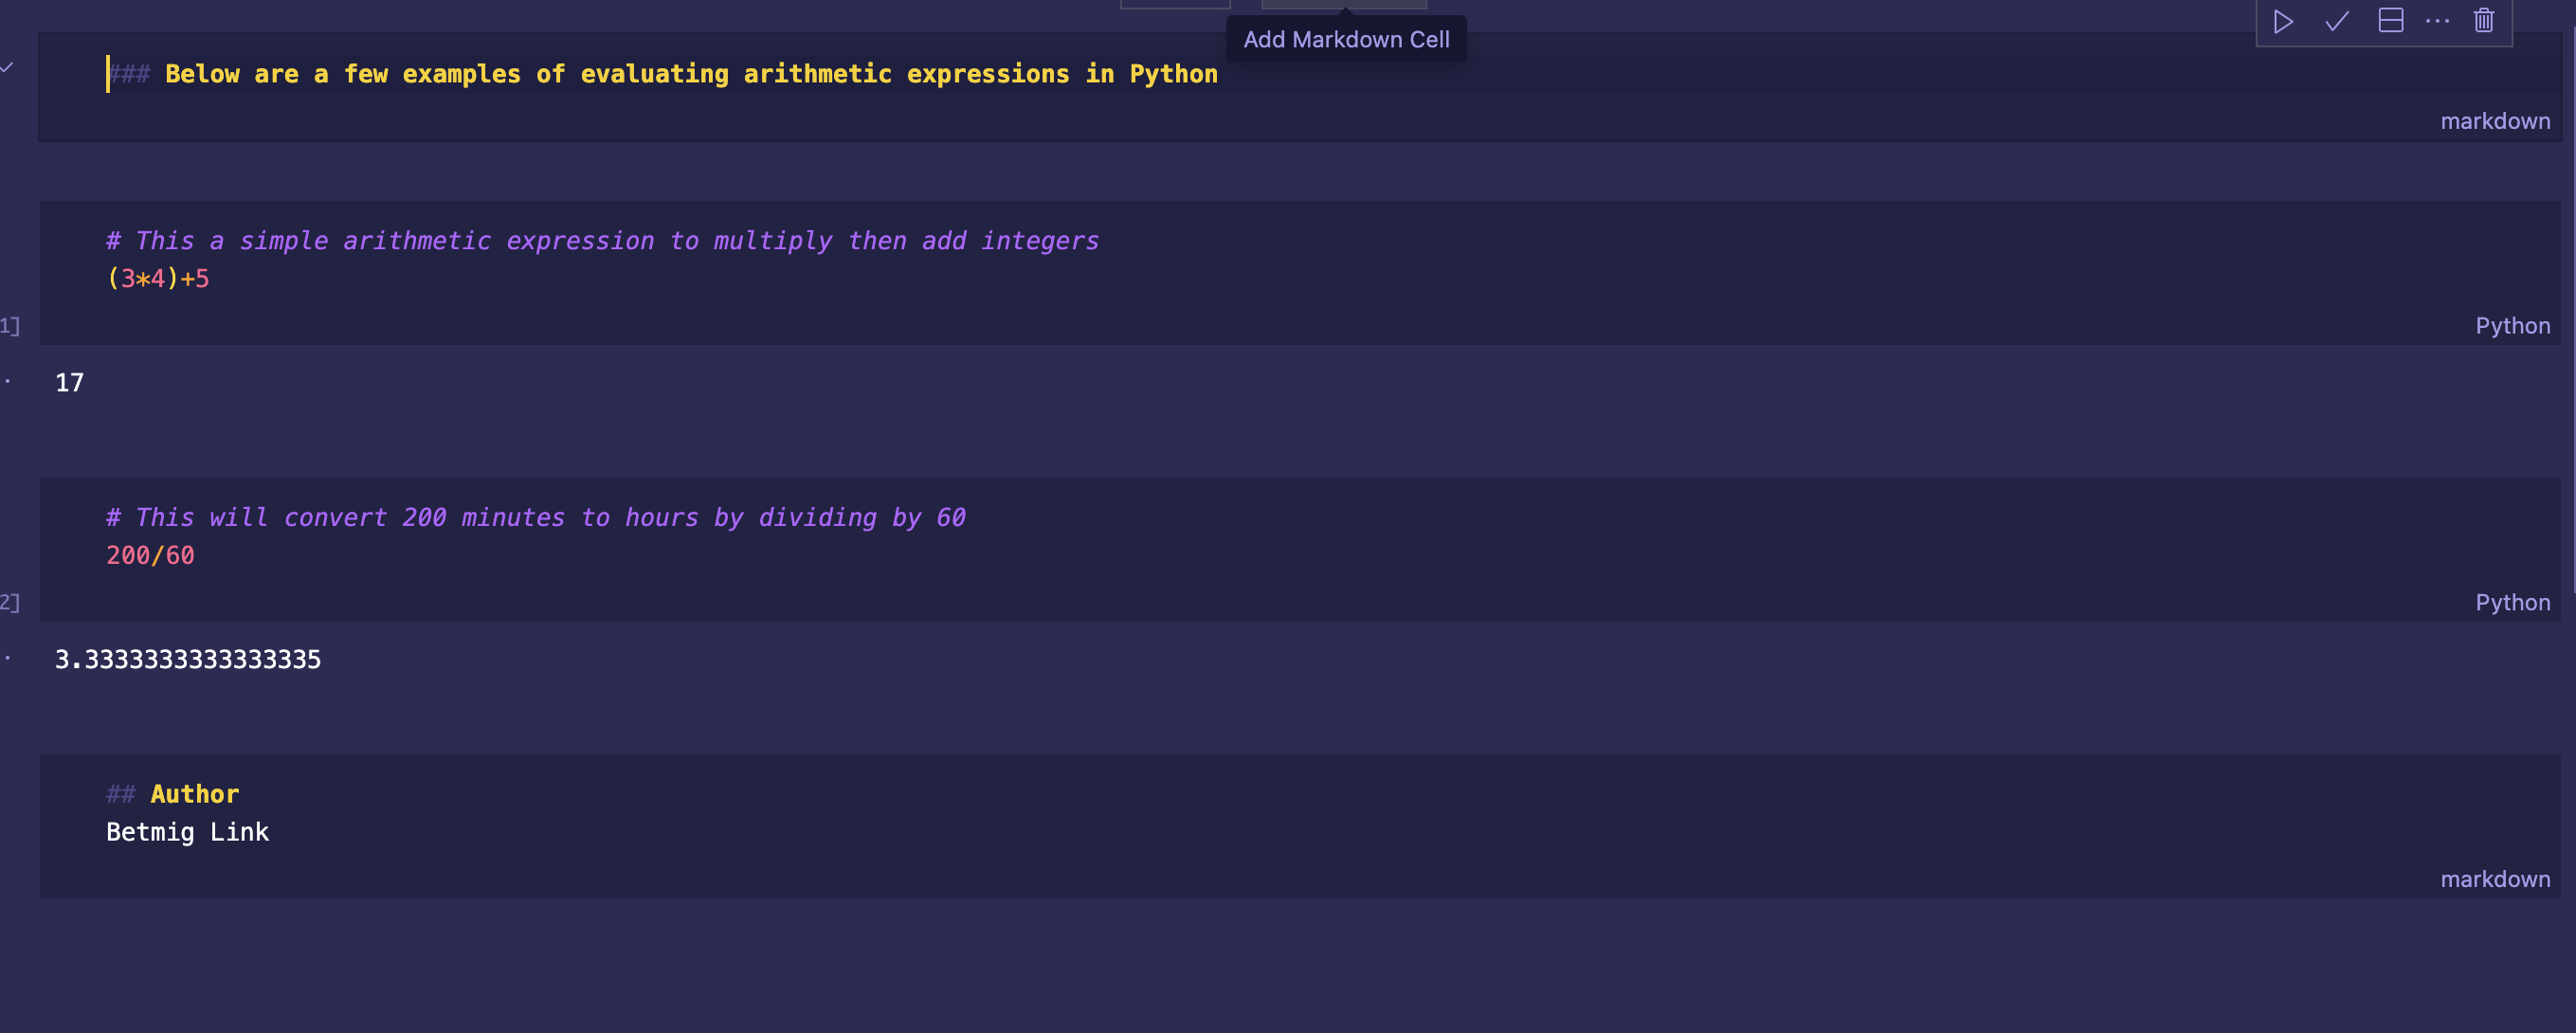 Add Markdown Cell
### Below are a few examples of evaluating arithmetic expressions in Python
markdown
# This a simple arithmetic expression to multiply then add integers
(3*4)+5
1]
Python
17
# This will convert 200 minutes to hours by dividing by 60
200/60
2]
Python
3.3333333333333335
## Author
Betmig Link
markdown